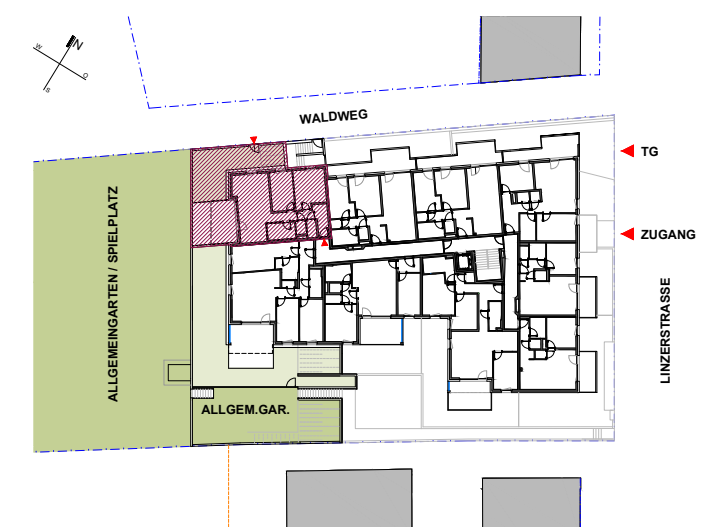 N
W
O
S
WALDWEG
TG
ZUGANG
ALLGEMEINGARTEN / SPIELPLATZ
LINZERSTRASSE
ALLGEM.GAR.